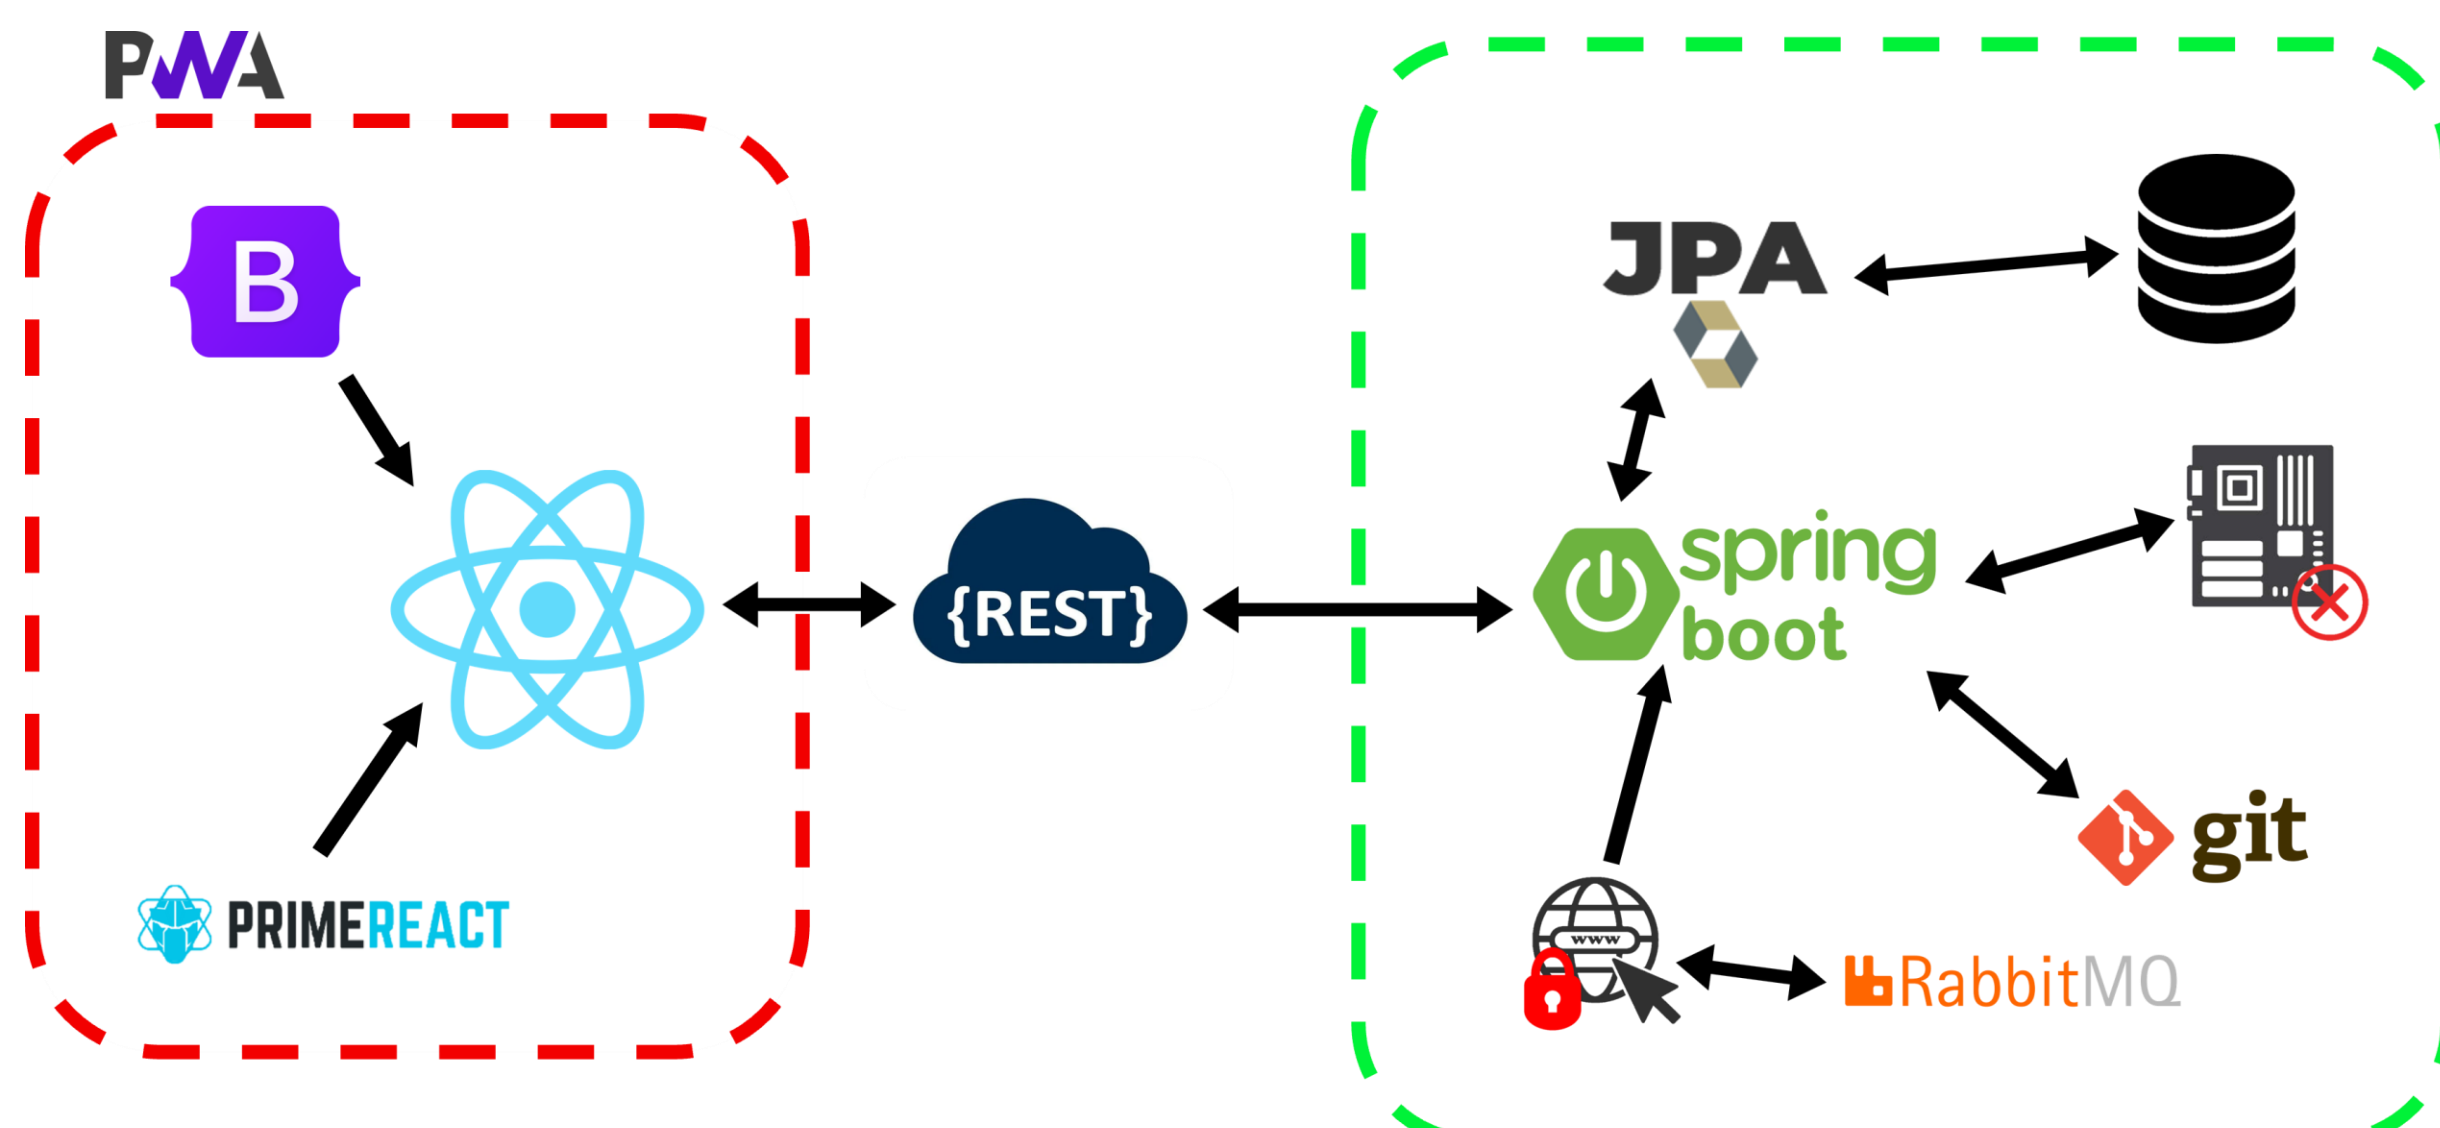 PWA
B
JPA
{REST}
spring
boot
git
PRIMEREACT
www
RabbitMQ